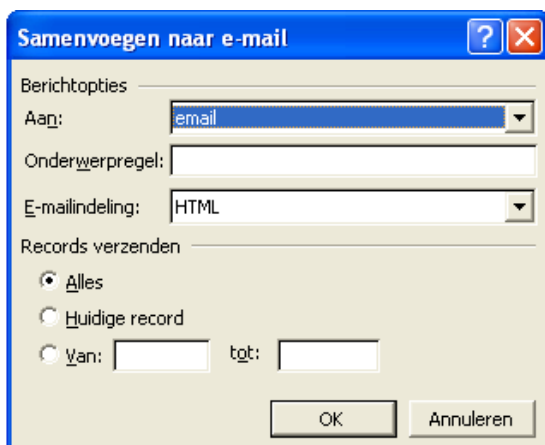 Samenvoegen naar e-mail
Berichtopties
Aan: email
Onderwerpregel:
E-mailindeling: HTML
Records verzenden
Alles
Huidige record
Van: tot:
OK Annuleren